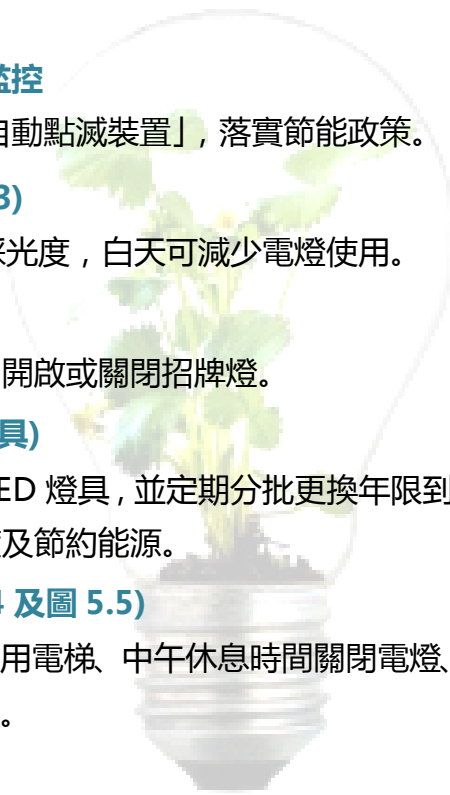 監控
自動點滅裝置」，落實節能政策。
3)
採光度，白天可減少電燈使用。
開啟或關閉招牌燈。
具)
ED 燈具，並定期分批更換年限到
及節約能源。
4 及圖 5.5)
用電梯、中午休息時間關閉電燈、
。